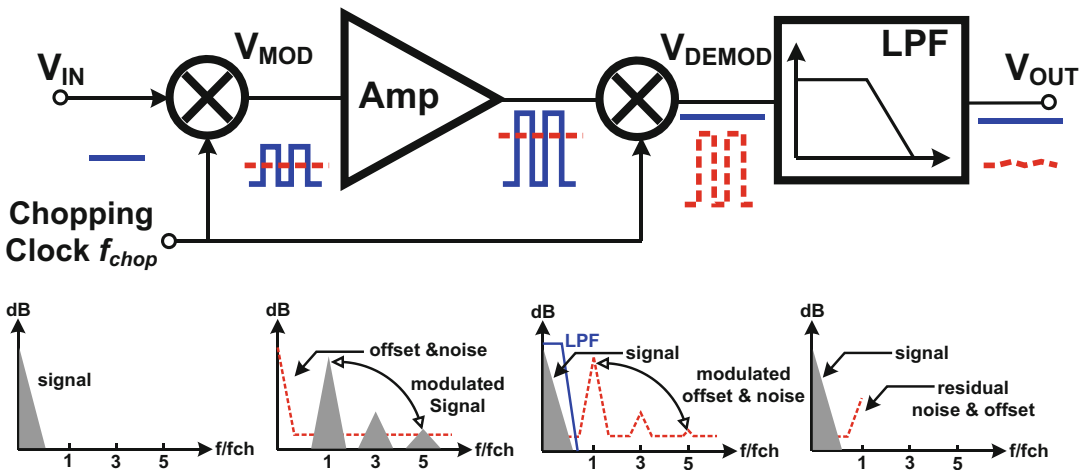 V_IN
V_MOD
Amp
V_DEMOD
LPF
V_OUT
Chopping
Clock f_chop
dB
signal
1 3 5
f/fch
dB
offset &noise
modulated
Signal
1 3 5
f/fch
dB
LPF
signal
modulated
offset & noise
1 3 5
f/fch
dB
signal
residual
noise & offset
1 3 5
f/fch